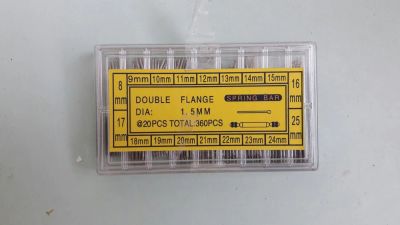 8 mm 9mm 10mm 11mm 12mm 13mm 14mm 15mm 16 mm
DOUBLE FLANGE SPRING BAR
DIA: 1.5MM
@20PCS TOTAL:360PCS
17 mm 18mm 19mm 20mm 21mm 22mm 23mm 24mm 25 mm